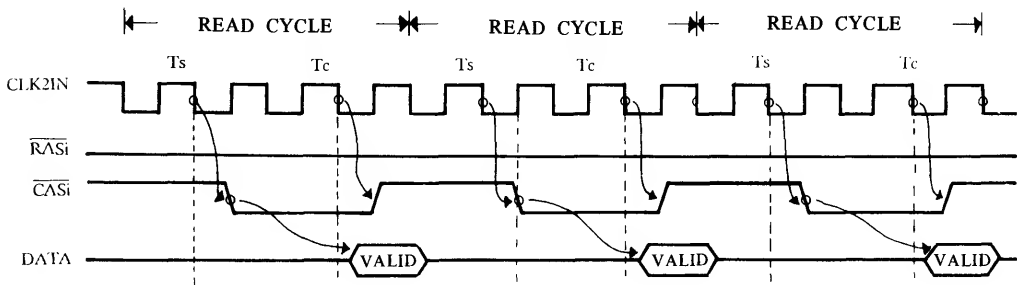 READ CYCLE READ CYCLE READ CYCLE
Ts Tc Ts Tc Ts Tc
CLK2IN
RASi
CASi
DATA VALID VALID VALID